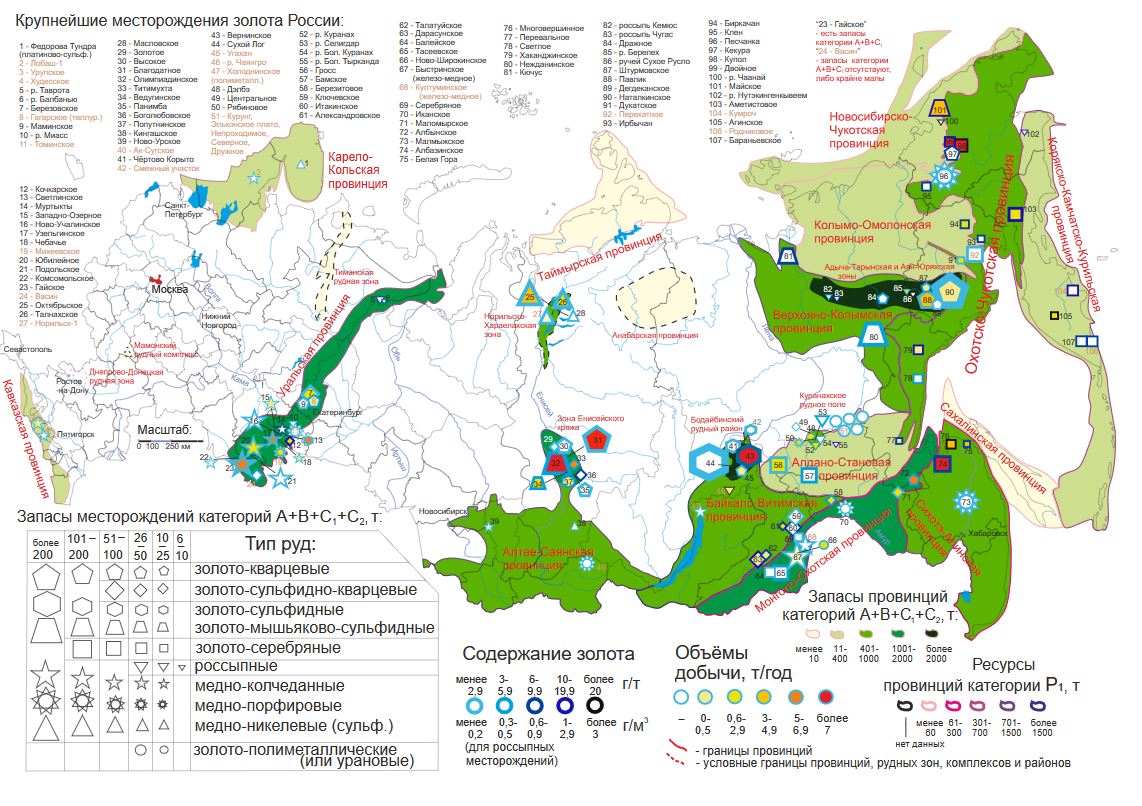 Крупнейшие месторождения золота России:
1 - Федорова Тундра
(платиново-сульф.)
2 - Лобаш-1
3 - Урупское
4 - Худесское
5 - р. Таврота
6 - р. Балбанью
7 - Березовское
8 - Гагарское (теллур.)
9 - Маминское
10 - р. Миасс
11 - Томинское
12 - Кочкарское
13 - Светлинское
14 - Муртыкты
15 - Западно-Озерное
16 - Ново-Учалинское
17 - Узельгинское
18 - Чебачье
19 - Михеевское
20 - Юбилейное
21 - Подольское
22 - Комсомольское
23 - Гайское
24 - Васин
25 - Октябрьское
26 - Талнахское
27 - Норильск-1
28 - Масловское
29 - Золотое
30 - Высокое
31 - Благодатное
32 - Олимпиадинское
33 - Титимухта
34 - Ведугинское
35 - Панимба
36 - Боголюбовское
37 - Попутнинское
38 - Кингашское
39 - Ново-Урское
40 - Ак-Сугское
41 - Чёртово Корыто
42 - Смежный участок
43 - Вернинское
44 - Сухой Лог
45 - Угахан
46 - р. Чаянгро
47 - Холоднинское
(полиметалл.)
48 - Дэлбэ
49 - Центральное
50 - Рябиновое
51 - Курунг,
Эльконское плато,
Непроходимое,
Северное,
Дружное
52 - р. Куранах
53 - р. Селигдар
54 - р. Бол. Куранах
55 - р. Бол. Тырканда
56 - Гросс
57 - Бамское
58 - Березитовое
59 - Ключевское
60 - Итакинское
61 - Александровское
62 - Талатуйское
63 - Дарасунское
64 - Балейское
65 - Тасеевское
66 - Ново-Широкинское
67 - Быстринское
(железо-медное)
68 - Култуминское
(железо-медное)
69 - Серебряное
70 - Иканское
71 - Маломырское
72 - Албынское
73 - Малмыжское
74 - Албазинское
75 - Белая Гора
76 - Многовершинное
77 - Перевальное
78 - Светлое
79 - Хаканджинское
80 - Нежданинское
81 - Кючус
82 - россыпь Кемюс
83 - россыпь Чугас
84 - Дражное
85 - р. Берелех
86 - ручей Сухое Русло
87 - Штурмовское
88 - Павлик
89 - Дегдеканское
90 - Наталкинское
91 - Дукатское
92 - Перекатное
93 - Ирбычан
94 - Биркачан
95 - Клен
96 - Песчанка
97 - Кекура
98 - Купол
99 - Двойное
100 - р. Чаанай
101 - Майское
102 - р. Нутэкингенкывеем
103 - Аметистовое
104 - Кумроч
105 - Агинское
106 - Родниковое
107 - Бараньевское
"23 - Гайское"
- есть запасы
категории A+B+C₁
"24 - Васин"
- запасы категории
A+B+C₁ отсутствуют,
либо крайне малы
Карело-
Кольская
провинция
Санкт-
Петербург
Москва
Волга
Нижний
Новгород
Тиманская
рудная зона
Мамонский
рудный комплекс
Днепрово-Донецкая
рудная зона
Кама
Севастополь
Ростов
-на-Дону
Пятигорск
Кавказская провинция
Масштаб:
0 100 250 км
Уральская провинция
Екатеринбург
Обь
Иртыш
Новосибирск
Енисей
Таймырская провинция
Норильско-
Хараелахская
зона
Анабарская провинция
Зона Енисейского
кряжа
Алтае-Саянская
провинция
Лена
Бодайбинский
рудный район
Куранахское
рудное поле
Алдано-Становая
провинция
Байкало-Витимская
провинция
Монголо-Охотская провинция
Амур
Сихотэ-Алинская
провинция
Хабаровск
Сахалинская провинция
Новосибирско-
Чукотская
провинция
Колымо-Омолонская
провинция
Адыча-Тарынская и Аян-Юряхская
зоны
Верхояно-Колымская
провинция
Охотско-Чукотская провинция
Корякско-Камчатско-Курильская
провинция
Запасы месторождений категорий A+B+C₁+C₂, т:
более
200
101–
200
51–
100
26
50
10
25
6
10
Тип руд:
золото-кварцевые
золото-сульфидно-кварцевые
золото-сульфидные
золото-мышьяково-сульфидные
золото-серебряные
россыпные
медно-колчеданные
медно-порфировые
медно-никелевые (сульф.)
золото-полиметаллические
(или урановые)
Содержание золота
менее
2,9
3-
5,9
6-
9,9
10-
19,9
более
20
г/т
менее
0,2
0,3-
0,5
0,6-
0,9
1-
2,9
более
3
г/м³
(для россыпных
месторождений)
Объёмы
добычи, т/год
–
0-
0,5
0,6-
2,9
3-
4,9
5-
6,9
более
7
- границы провинций
- условные границы провинций, рудных зон, комплексов и районов
Запасы провинций
категорий A+B+C₁+C₂, т:
менее
10
11-
400
401-
1000
1001-
2000
более
2000
Ресурсы
провинций категории P₁, т
нет данных
менее
60
61-
300
301-
700
701-
1500
более
1500